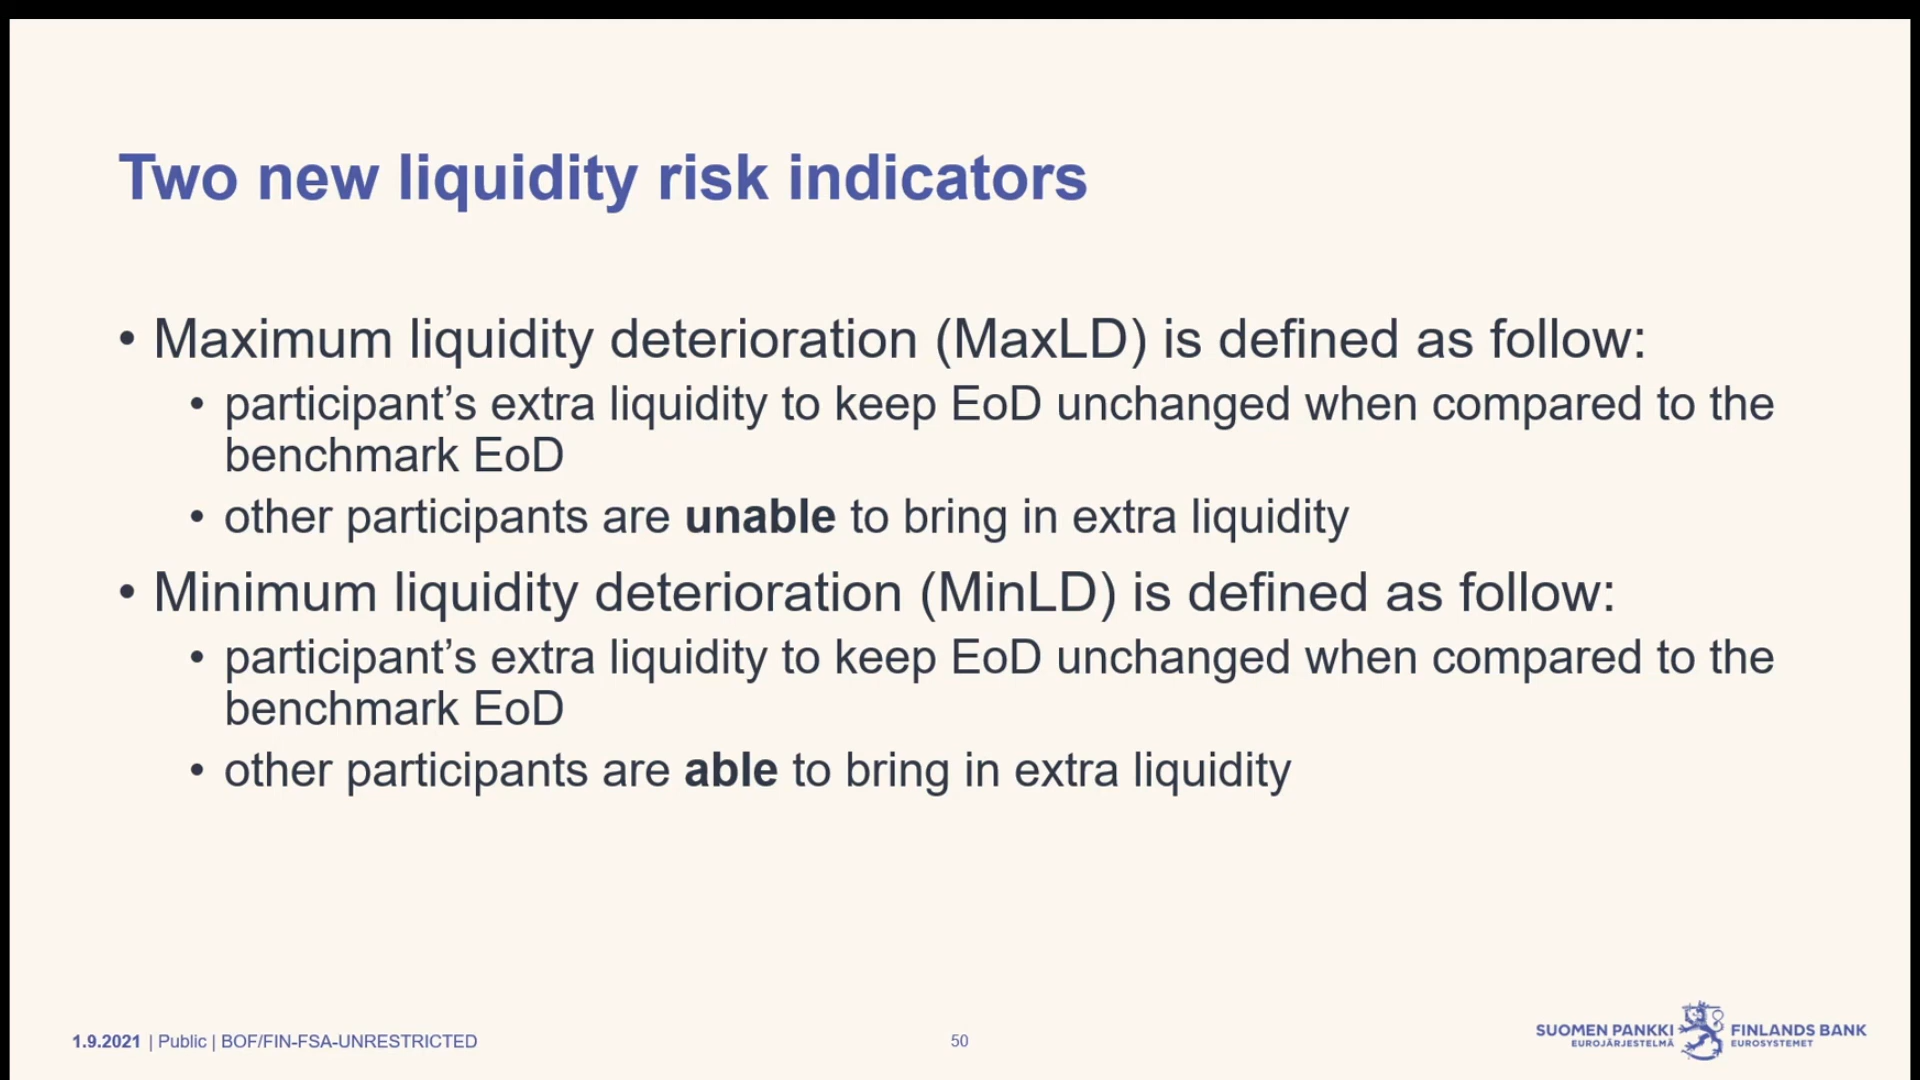 Two new liquidity risk indicators
• Maximum liquidity deterioration (MaxLD) is defined as follow:
• participant’s extra liquidity to keep EoD unchanged when compared to the
benchmark EoD
• other participants are unable to bring in extra liquidity
• Minimum liquidity deterioration (MinLD) is defined as follow:
• participant’s extra liquidity to keep EoD unchanged when compared to the
benchmark EoD
• other participants are able to bring in extra liquidity
1.9.2021 | Public | BOF/FIN-FSA-UNRESTRICTED
50
SUOMEN PANKKI FINLANDS BANK
EUROJÄRJESTELMÄ EUROSYSTEMET